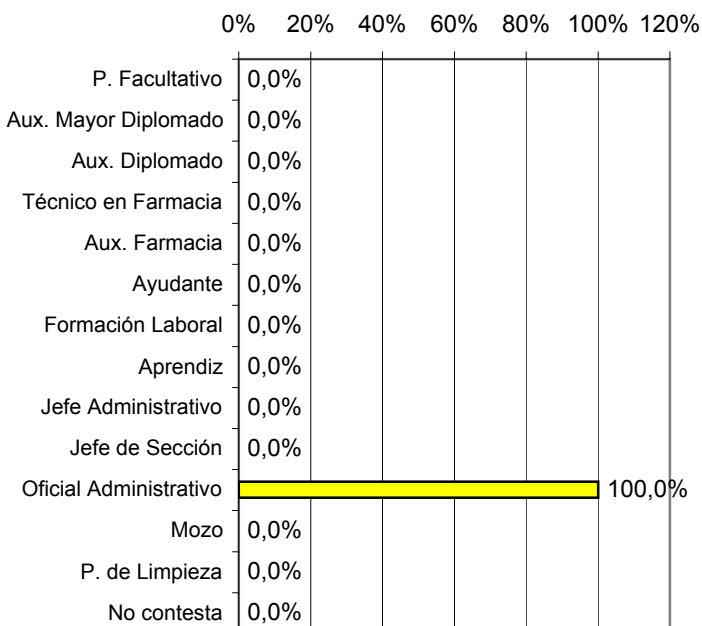 0% 20% 40% 60% 80% 100% 120%
P. Facultativo 0,0%
Aux. Mayor Diplomado 0,0%
Aux. Diplomado 0,0%
Técnico en Farmacia 0,0%
Aux. Farmacia 0,0%
Ayudante 0,0%
Formación Laboral 0,0%
Aprendiz 0,0%
Jefe Administrativo 0,0%
Jefe de Sección 0,0%
Oficial Administrativo 100,0%
Mozo 0,0%
P. de Limpieza 0,0%
No contesta 0,0%